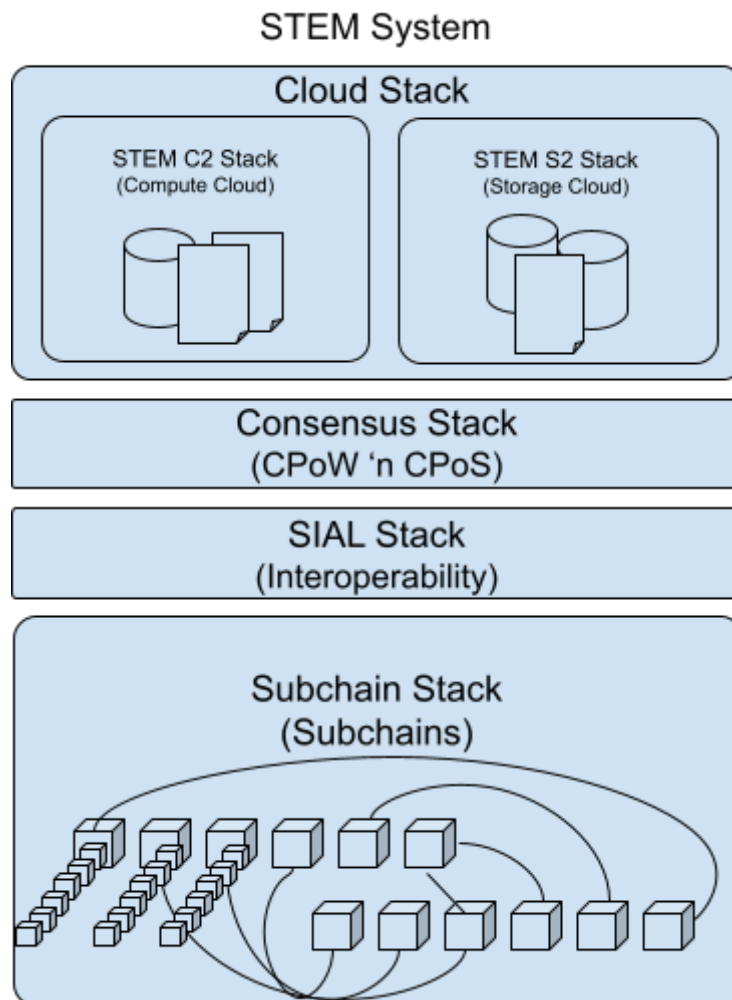 STEM System
Cloud Stack
STEM C2 Stack
(Compute Cloud)
STEM S2 Stack
(Storage Cloud)
Consensus Stack
(CPoW ‘n CPoS)
SIAL Stack
(Interoperability)
Subchain Stack
(Subchains)